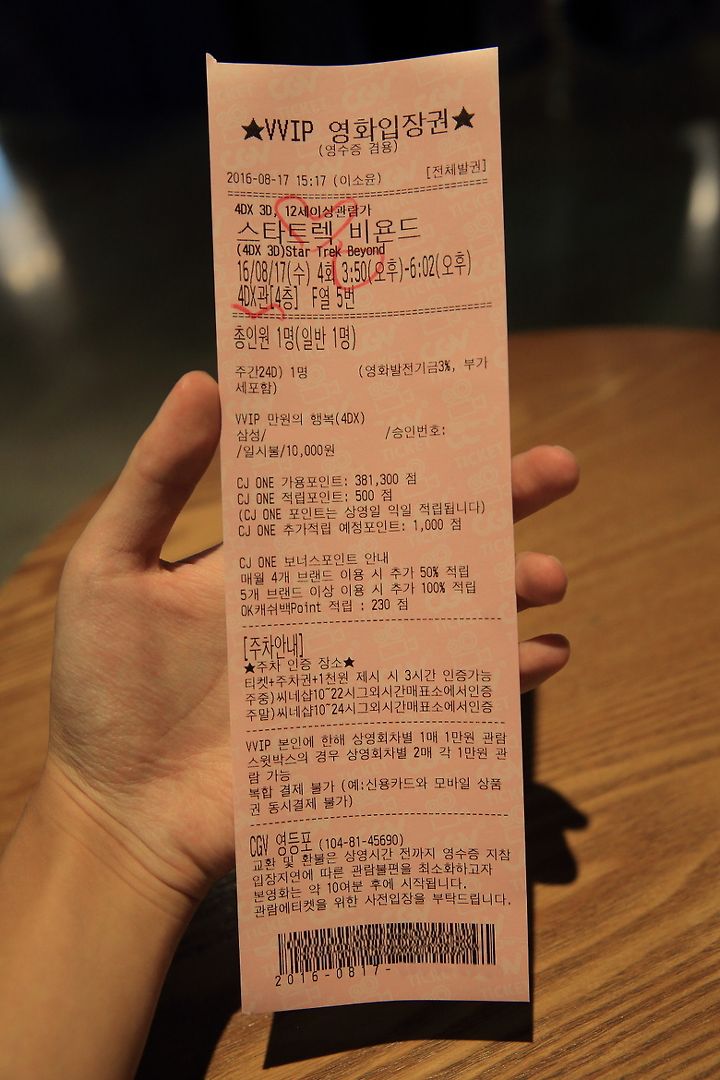 ★VVIP 영화입장권★
(영수증 겸용)
2016-08-17 15:17 (이소윤) [전체발권]
4DX 3D, 12세이상관람가
스타트렉 비욘드
(4DX 3D)Star Trek Beyond
16/08/17(수) 4회 3:50(오후)-6:02(오후)
4DX관[4층] F열 5번
총인원 1명(일반 1명)
주간24D) 1명 (영화발전기금3%, 부가
세포함)
VVIP 만원의 행복(4DX)
삼성/ /승인번호:
/일시불/10,000원
CJ ONE 가용포인트: 381,300 점
CJ ONE 적립포인트: 500 점
(CJ ONE 포인트는 상영일 익일 적립됩니다)
CJ ONE 추가적립 예정포인트: 1,000 점
CJ ONE 보너스포인트 안내
매월 4개 브랜드 이용 시 추가 50% 적립
5개 브랜드 이상 이용 시 추가 100% 적립
OK캐쉬백Point 적립 : 230 점
[주차안내]
★주차 인증 장소★
티켓+주차권+1천원 제시 시 3시간 인증가능
주중)씨네샵10~22시그외시간매표소에서인증
주말)씨네샵10~24시그외시간매표소에서인증
VVIP 본인에 한해 상영회차별 1매 1만원 관람
스윗박스의 경우 상영회차별 2매 각 1만원 관
람 가능
복합 결제 불가 (예:신용카드와 모바일 상품
권 동시결제 불가)
CGV 영등포 (104-81-45690)
교환 및 환불은 상영시간 전까지 영수증 지참
입장지연에 따른 관람불편을 최소화하고자
본영화는 약 10여분 후에 시작됩니다.
관람에티켓을 위한 사전입장을 부탁드립니다.
2016-0817-